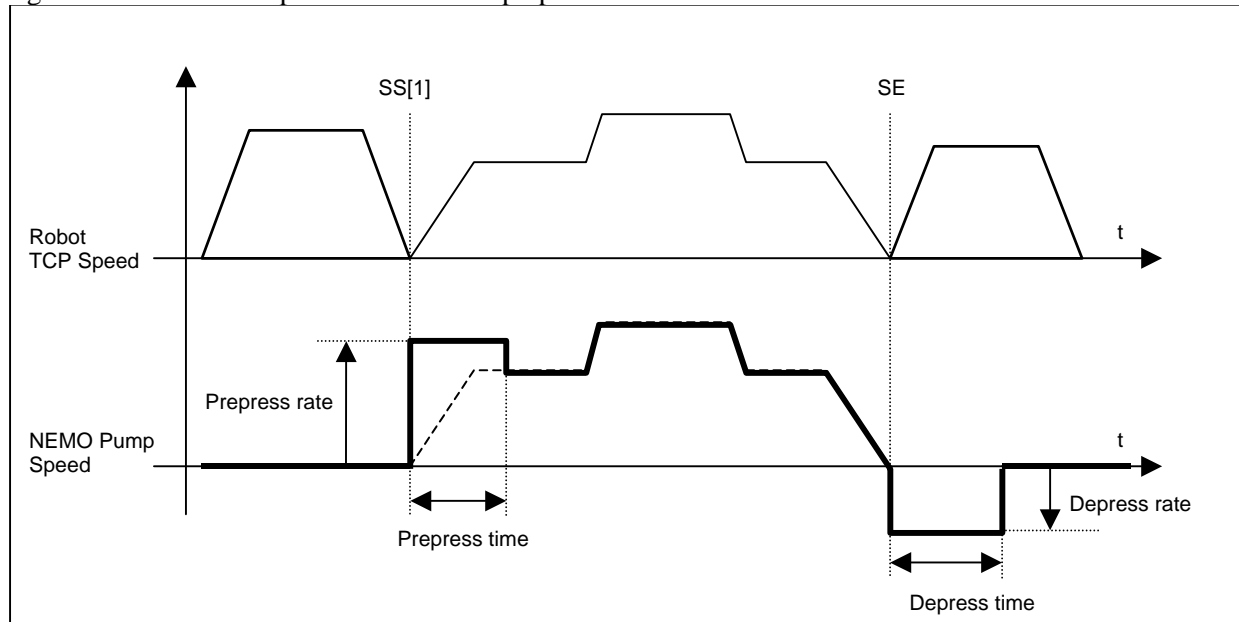 SS[1]
SE
Robot
TCP Speed
t
Prepress rate
NEMO Pump
Speed
t
Depress rate
Prepress time
Depress time